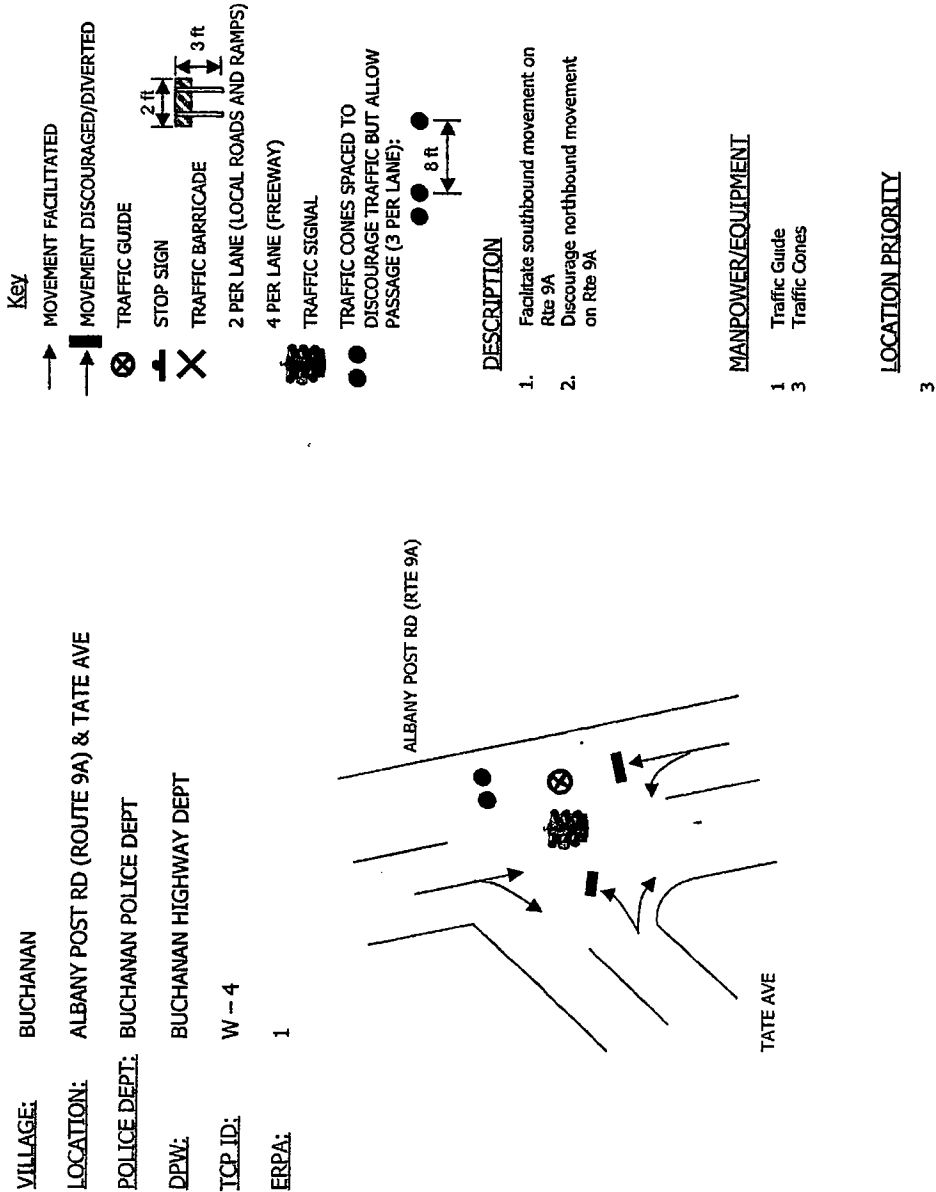 VILLAGE: BUCHANAN
LOCATION: ALBANY POST RD (ROUTE 9A) & TATE AVE
POLICE DEPT: BUCHANAN POLICE DEPT
DPW: BUCHANAN HIGHWAY DEPT
TCP ID: W – 4
ERPA: 1
ALBANY POST RD (RTE 9A)
TATE AVE
Key
MOVEMENT FACILITATED
MOVEMENT DISCOURAGED/DIVERTED
TRAFFIC GUIDE
STOP SIGN
TRAFFIC BARRICADE
2 ft
3 ft
2 PER LANE (LOCAL ROADS AND RAMPS)
4 PER LANE (FREEWAY)
TRAFFIC SIGNAL
TRAFFIC CONES SPACED TO
DISCOURAGE TRAFFIC BUT ALLOW
PASSAGE (3 PER LANE):
8 ft
DESCRIPTION
1. Facilitate southbound movement on
Rte 9A
2. Discourage northbound movement
on Rte 9A
MANPOWER/EQUIPMENT
1 Traffic Guide
3 Traffic Cones
LOCATION PRIORITY
3